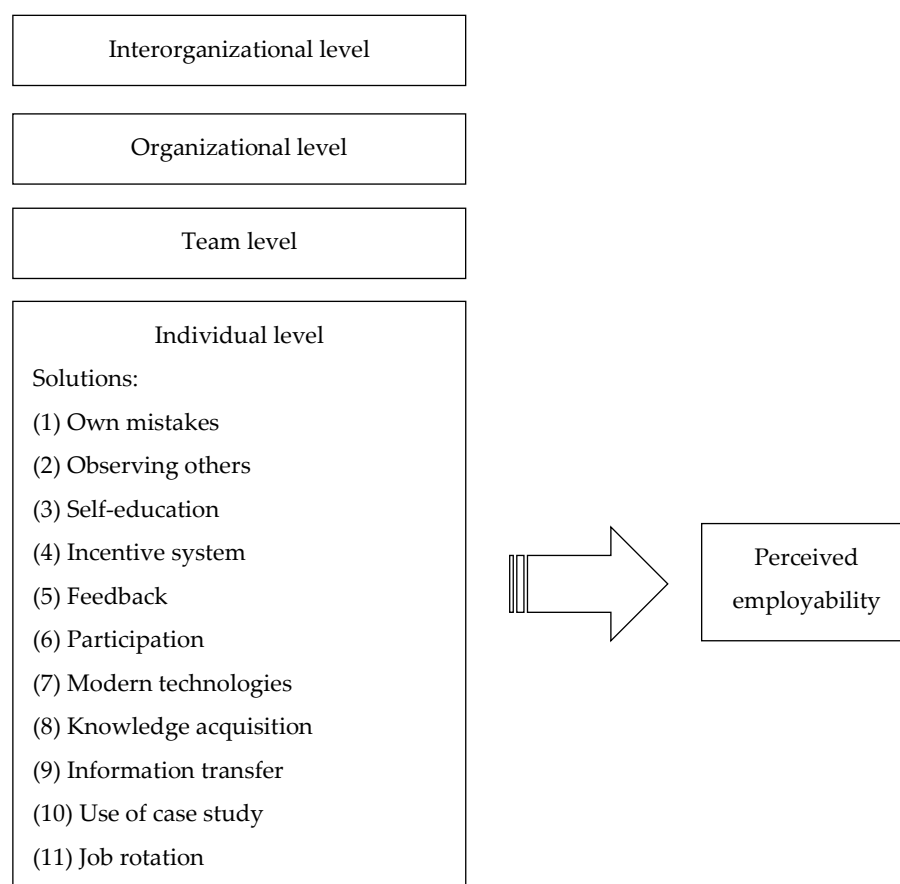 Interorganizational level
Organizational level
Team level
Individual level
Solutions:
(1) Own mistakes
(2) Observing others
(3) Self-education
(4) Incentive system
(5) Feedback
(6) Participation
(7) Modern technologies
(8) Knowledge acquisition
(9) Information transfer
(10) Use of case study
(11) Job rotation
Perceived
employability